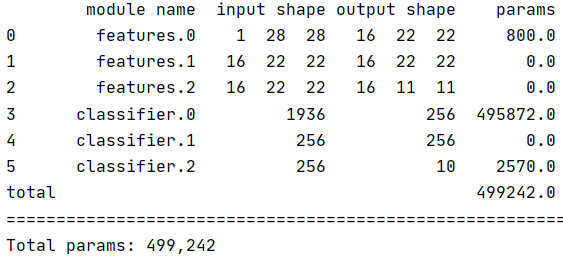 module name input shape output shape params
0 features.0 1 28 28 16 22 22 800.0
1 features.1 16 22 22 16 22 22 0.0
2 features.2 16 22 22 16 11 11 0.0
3 classifier.0 1936 256 495872.0
4 classifier.1 256 256 0.0
5 classifier.2 256 10 2570.0
total 499242.0
========================================================
Total params: 499,242